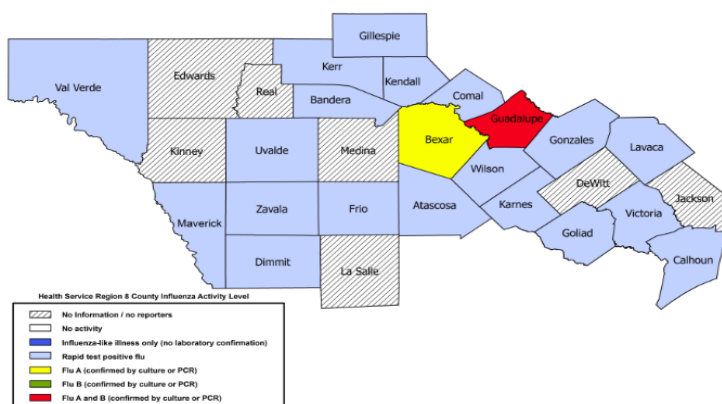 Gillespie
Kerr
Val Verde
Edwards
Real
Kendall
Comal
Bandera
Guadalupe
Bexar
Gonzales
Kinney
Uvalde
Medina
Lavaca
Wilson
DeWitt
Jackson
Maverick
Zavala
Frio
Atascosa
Karnes
Victoria
Goliad
Dimmit
La Salle
Calhoun
Health Service Region 8 County Influenza Activity Level
No Information / no reporters
No activity
Influenza-like illness only (no laboratory confirmation)
Rapid test positive flu
Flu A (confirmed by culture or PCR)
Flu B (confirmed by culture or PCR)
Flu A and B (confirmed by culture or PCR)